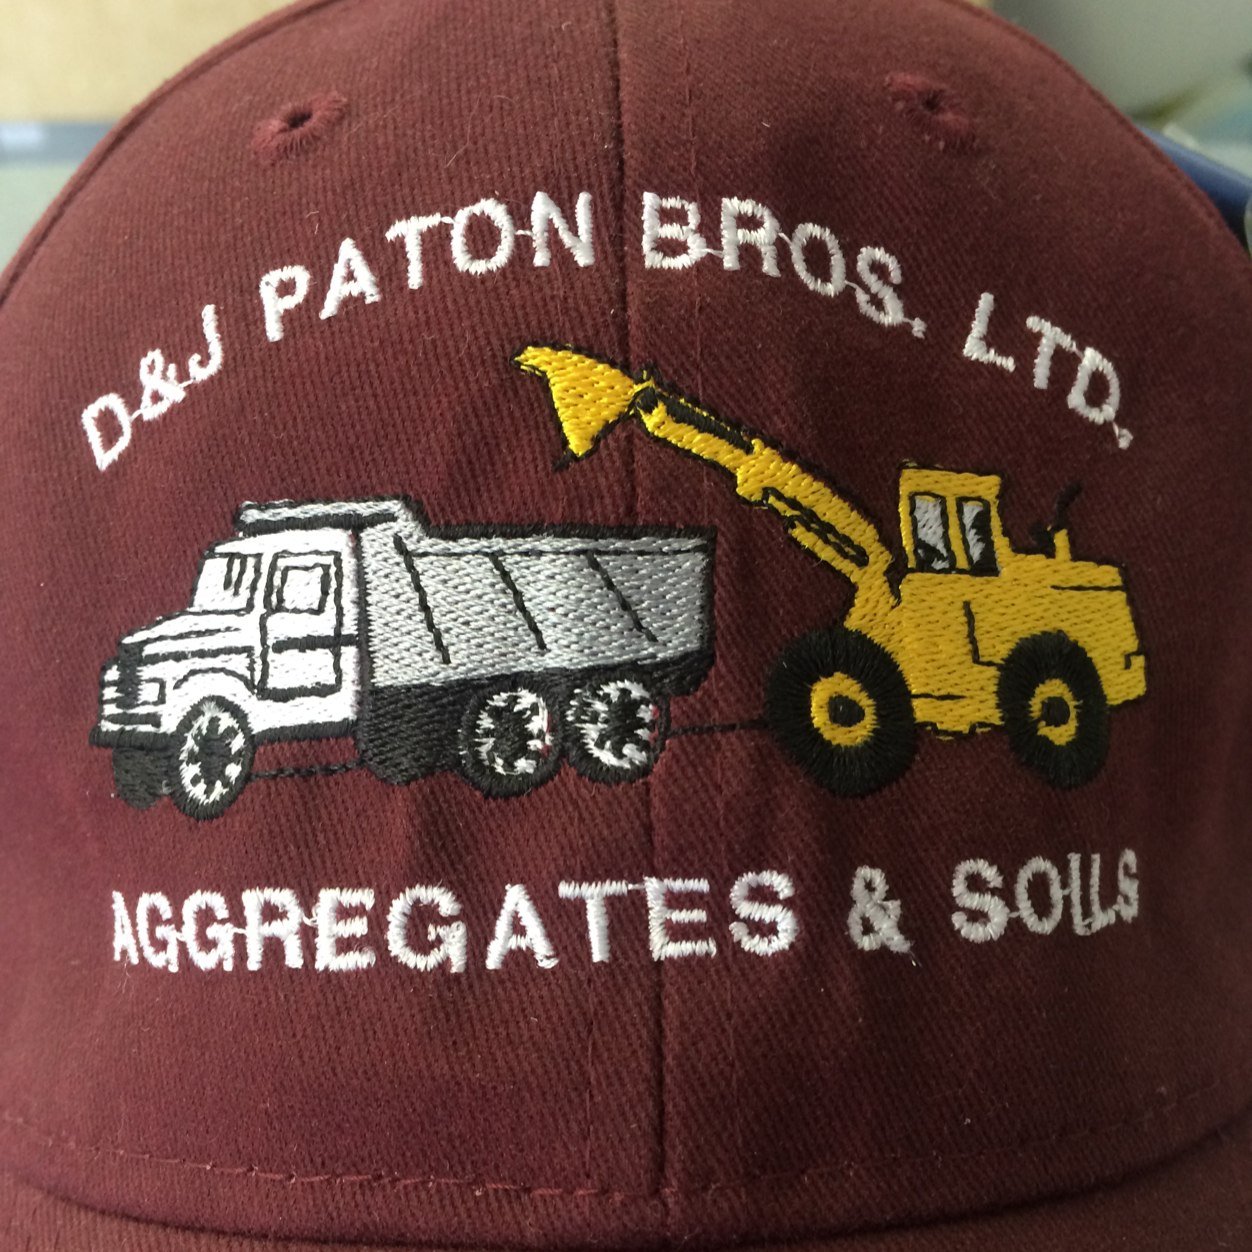 D&J PATON BROS. LTD.
AGGREGATES & SOILS